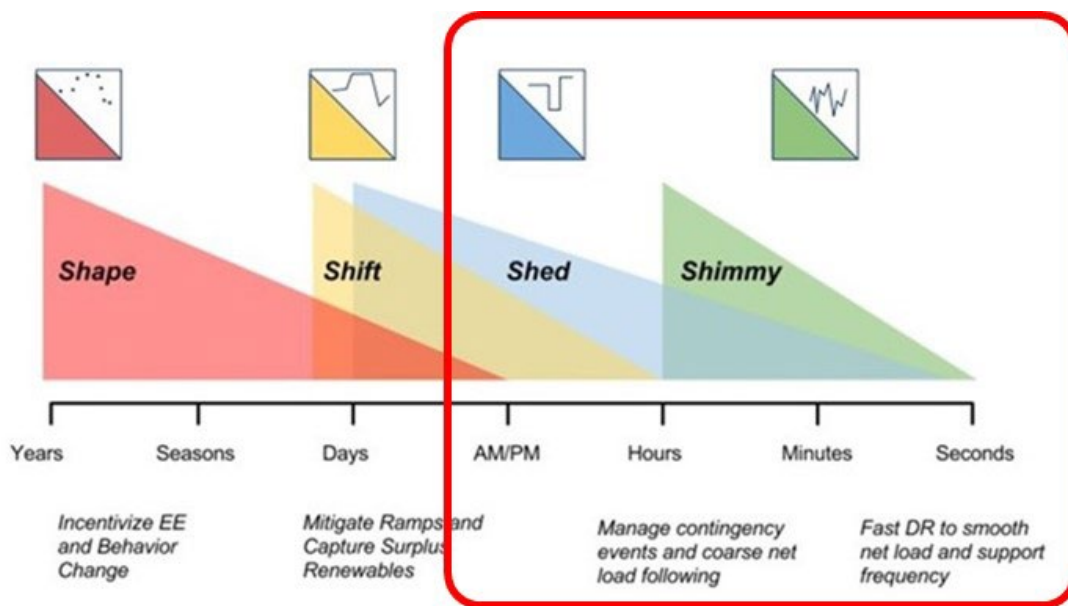 Shape
Shift
Shed
Shimmy
Years
Seasons
Days
AM/PM
Hours
Minutes
Seconds
Incentivize EE
and Behavior
Change
Mitigate Ramps and
Capture Surplus
Renewables
Manage contingency
events and coarse net
load following
Fast DR to smooth
net load and support
frequency